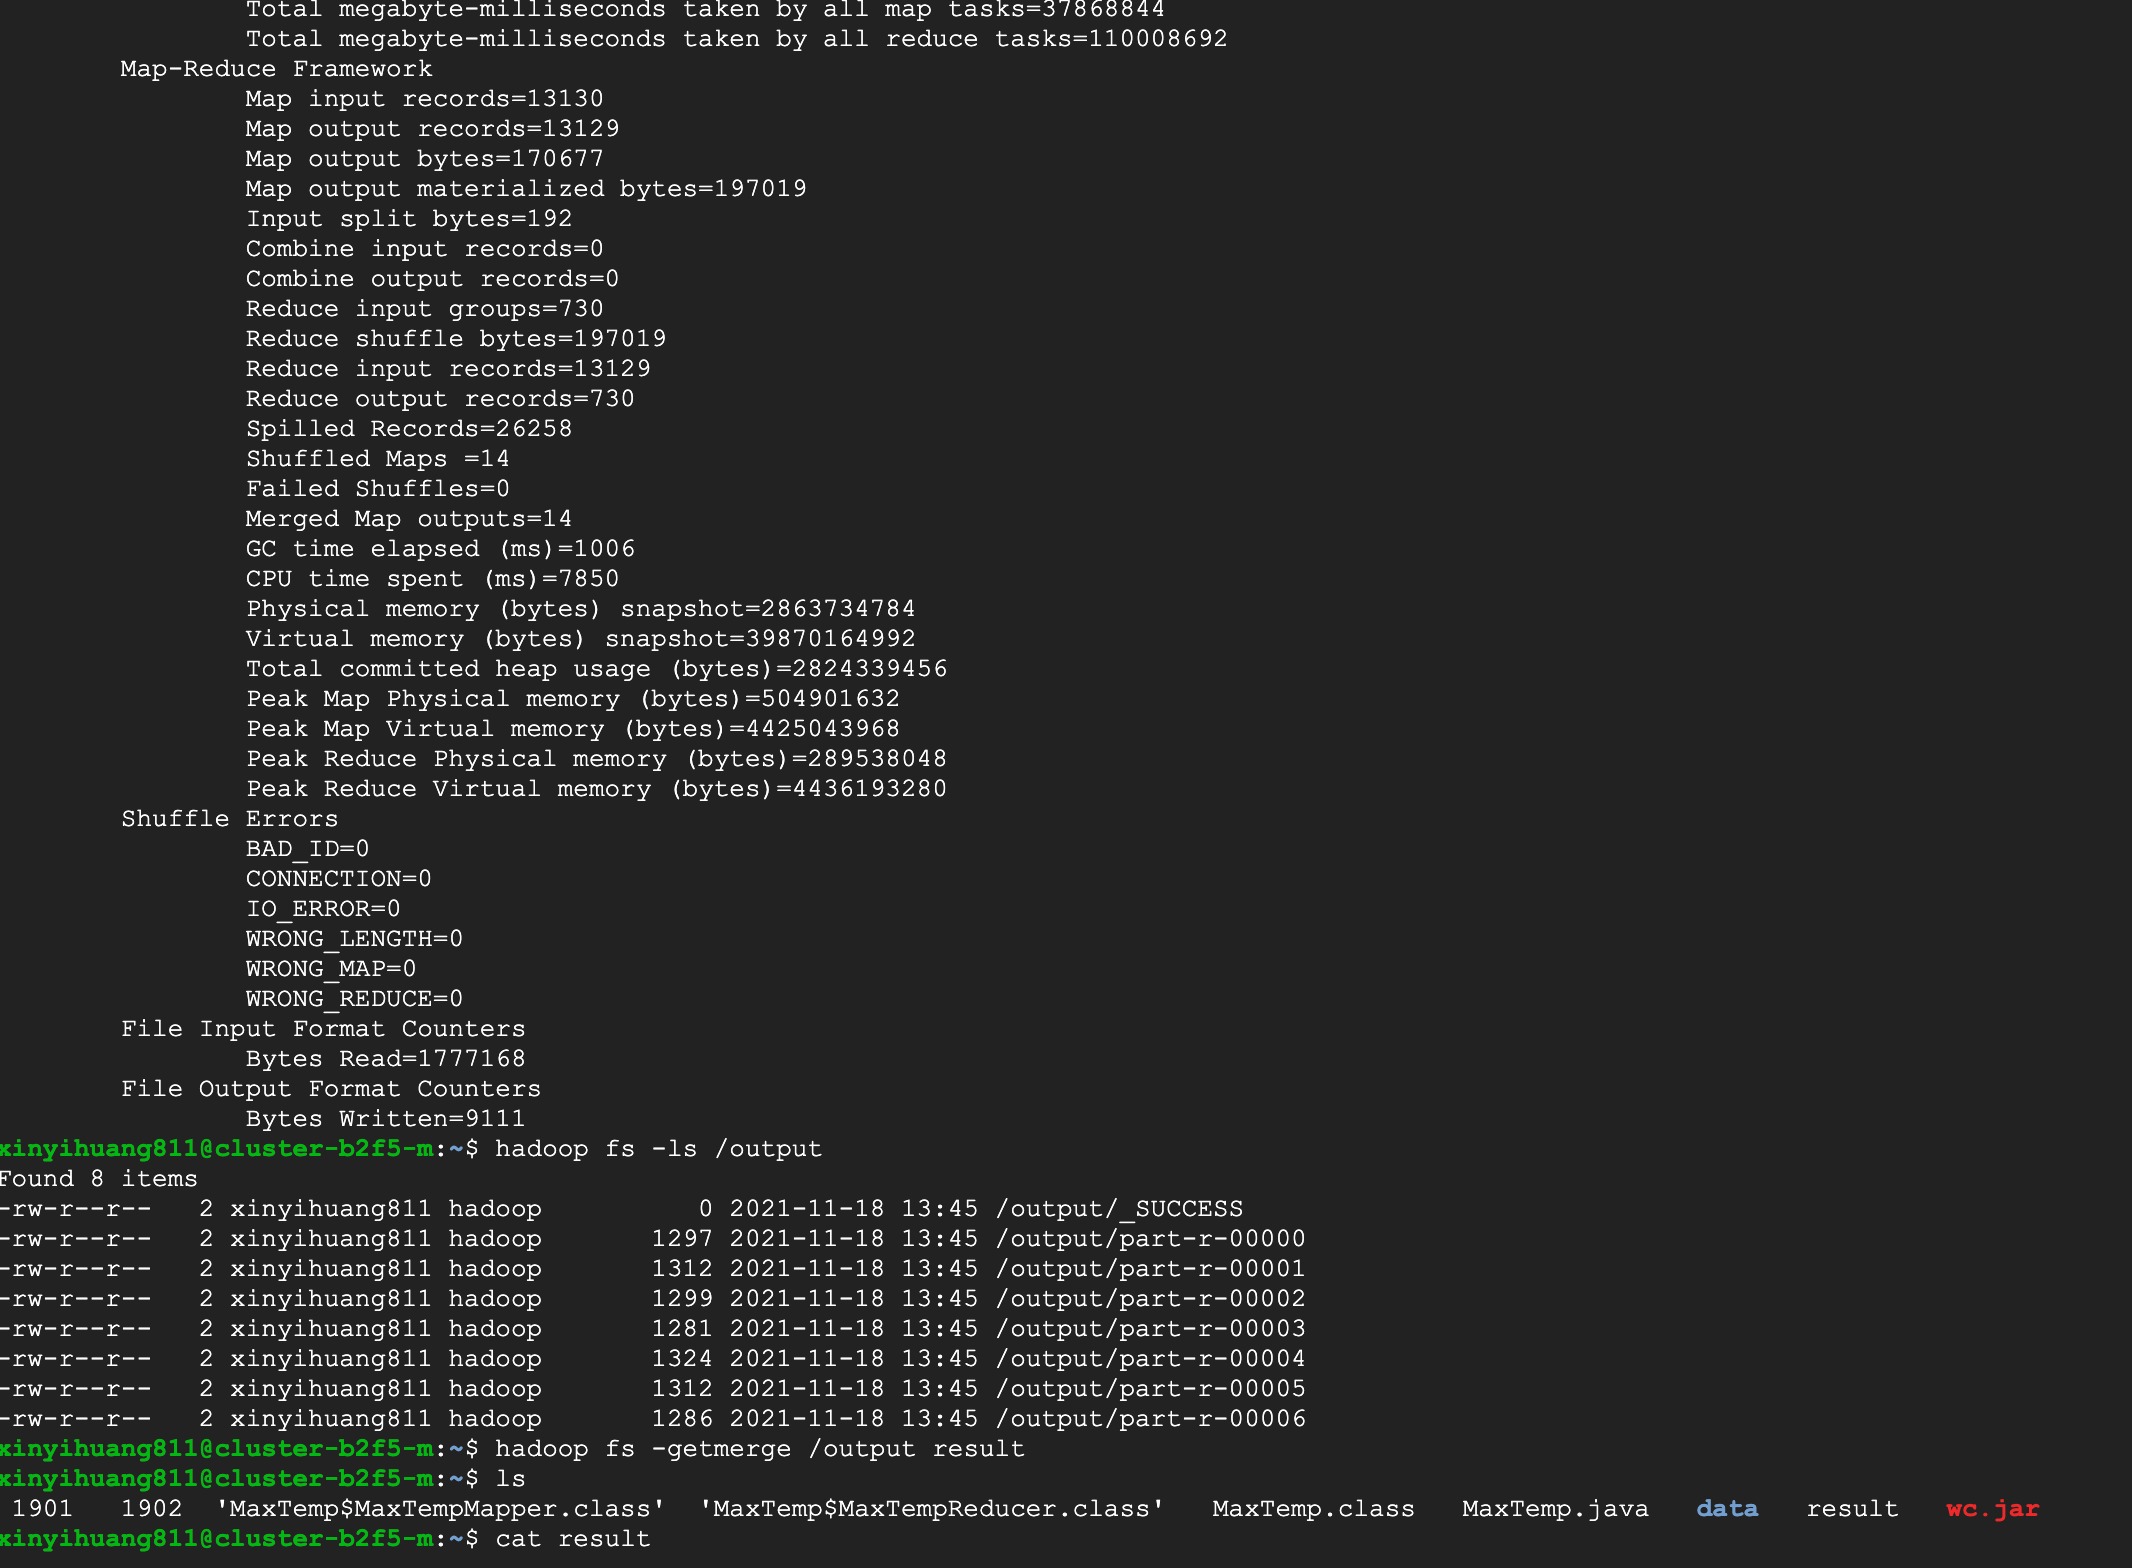 Total megabyte-milliseconds taken by all map tasks=37868844
Total megabyte-milliseconds taken by all reduce tasks=110008692
Map-Reduce Framework
Map input records=13130
Map output records=13129
Map output bytes=170677
Map output materialized bytes=197019
Input split bytes=192
Combine input records=0
Combine output records=0
Reduce input groups=730
Reduce shuffle bytes=197019
Reduce input records=13129
Reduce output records=730
Spilled Records=26258
Shuffled Maps =14
Failed Shuffles=0
Merged Map outputs=14
GC time elapsed (ms)=1006
CPU time spent (ms)=7850
Physical memory (bytes) snapshot=2863734784
Virtual memory (bytes) snapshot=39870164992
Total committed heap usage (bytes)=2824339456
Peak Map Physical memory (bytes)=504901632
Peak Map Virtual memory (bytes)=4425043968
Peak Reduce Physical memory (bytes)=289538048
Peak Reduce Virtual memory (bytes)=4436193280
Shuffle Errors
BAD_ID=0
CONNECTION=0
IO_ERROR=0
WRONG_LENGTH=0
WRONG_MAP=0
WRONG_REDUCE=0
File Input Format Counters
Bytes Read=1777168
File Output Format Counters
Bytes Written=9111
xinyihuang811@cluster-b2f5-m:~$ hadoop fs -ls /output
Found 8 items
-rw-r--r--   2 xinyihuang811 hadoop          0 2021-11-18 13:45 /output/_SUCCESS
-rw-r--r--   2 xinyihuang811 hadoop       1297 2021-11-18 13:45 /output/part-r-00000
-rw-r--r--   2 xinyihuang811 hadoop       1312 2021-11-18 13:45 /output/part-r-00001
-rw-r--r--   2 xinyihuang811 hadoop       1299 2021-11-18 13:45 /output/part-r-00002
-rw-r--r--   2 xinyihuang811 hadoop       1281 2021-11-18 13:45 /output/part-r-00003
-rw-r--r--   2 xinyihuang811 hadoop       1324 2021-11-18 13:45 /output/part-r-00004
-rw-r--r--   2 xinyihuang811 hadoop       1312 2021-11-18 13:45 /output/part-r-00005
-rw-r--r--   2 xinyihuang811 hadoop       1286 2021-11-18 13:45 /output/part-r-00006
xinyihuang811@cluster-b2f5-m:~$ hadoop fs -getmerge /output result
xinyihuang811@cluster-b2f5-m:~$ ls
1901   1902  'MaxTemp$MaxTempMapper.class'  'MaxTemp$MaxTempReducer.class'   MaxTemp.class   MaxTemp.java   data   result   wc.jar
xinyihuang811@cluster-b2f5-m:~$ cat result